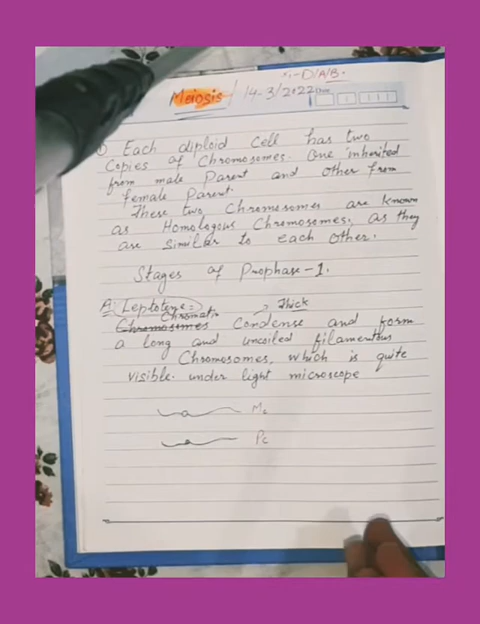 ∴ - D/A/B.
Meiosis 14-3/2022 Date
① Each diploid Cell has two
Copies of Chromosomes. One inherited
from male Parent and other from
female Parent.
These two Chromosomes are known
as Homologous Chromosomes, as they
are similar to each other.
Stages of Prophase-1.
A. Leptotene:-
Chromatin → Thick
Chromosomes Condense and form
a long and uncoiled filamentous
Chromosomes, which is quite
visible under light microscope
Mc
Pc